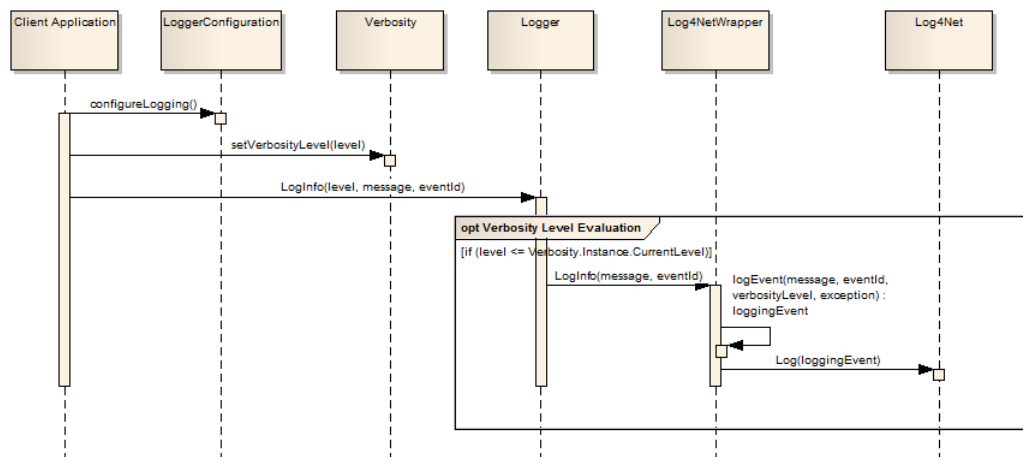 Client Application
LoggerConfiguration
Verbosity
Logger
Log4NetWrapper
Log4Net
configureLogging()
setVerbosityLevel(level)
LogInfo(level, message, eventId)
opt Verbosity Level Evaluation
[if (level <= Verbosity.Instance.CurrentLevel)]
LogInfo(message, eventId)
logEvent(message, eventId,
verbosityLevel, exception) :
loggingEvent
Log(loggingEvent)